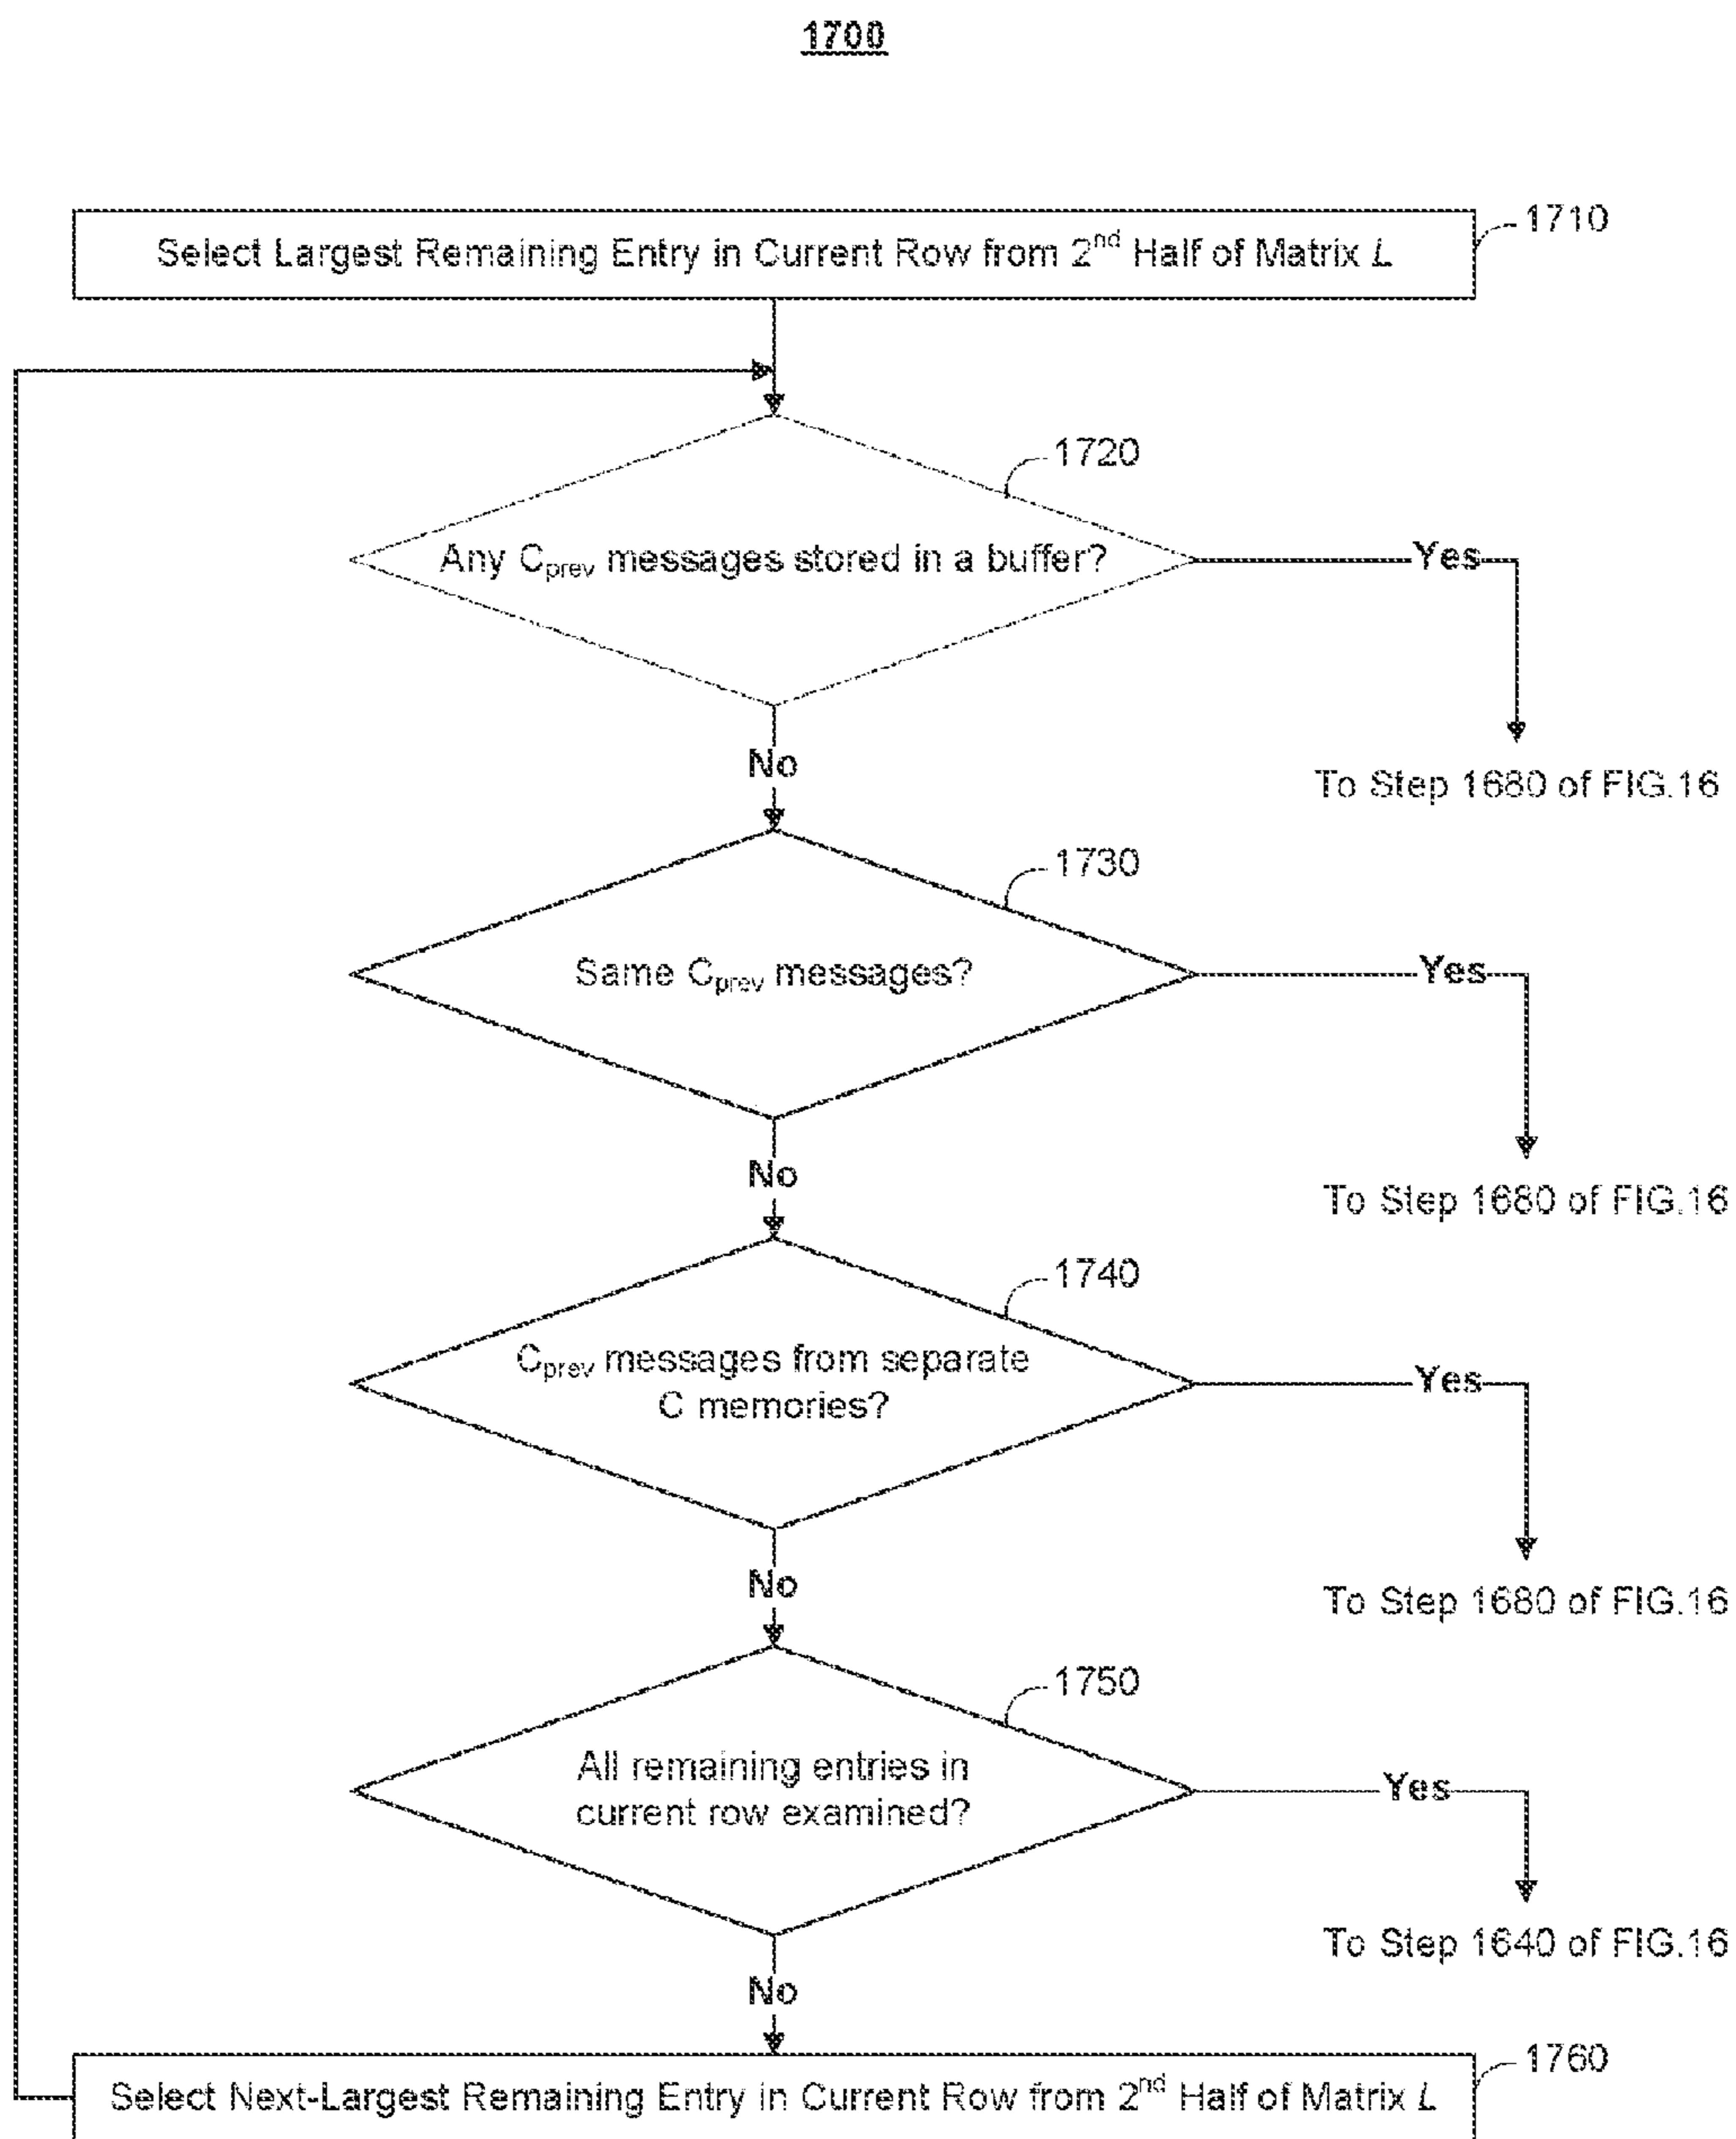 1700
1710
Select Largest Remaining Entry in Current Row from 2nd Half of Matrix L
1720
Any Cprev messages stored in a buffer?
Yes
No
To Step 1680 of FIG.16
1730
Same Cprev messages?
Yes
No
To Step 1680 of FIG.16
1740
Cprev messages from separate
C memories?
Yes
No
To Step 1680 of FIG.16
1750
All remaining entries in
current row examined?
Yes
To Step 1640 of FIG.16
No
1760
Select Next-Largest Remaining Entry in Current Row from 2nd Half of Matrix L